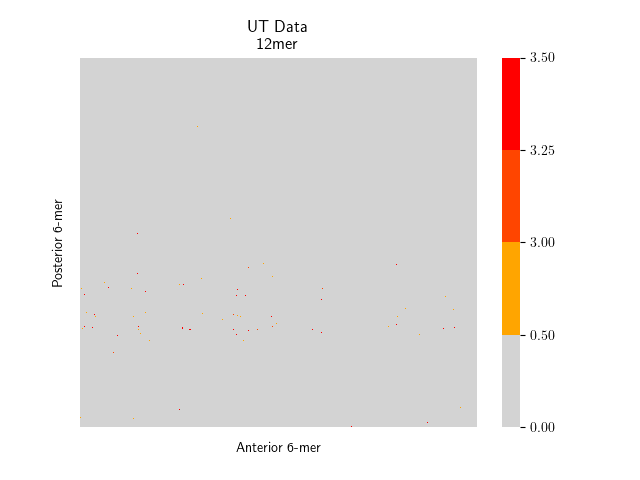 UT Data
12mer
3.50
3.25
3.00
0.50
0.00
Posterior 6-mer
Anterior 6-mer